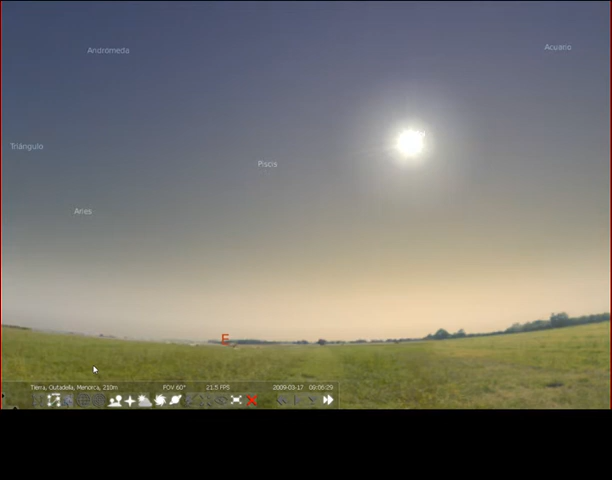 Andrómeda
Acuario
Triángulo
Piscis
Aries
E
Tierra, Ciutadella, Menorca, 210m FOV 60° 21.5 FPS 2009-03-17 09:05:29